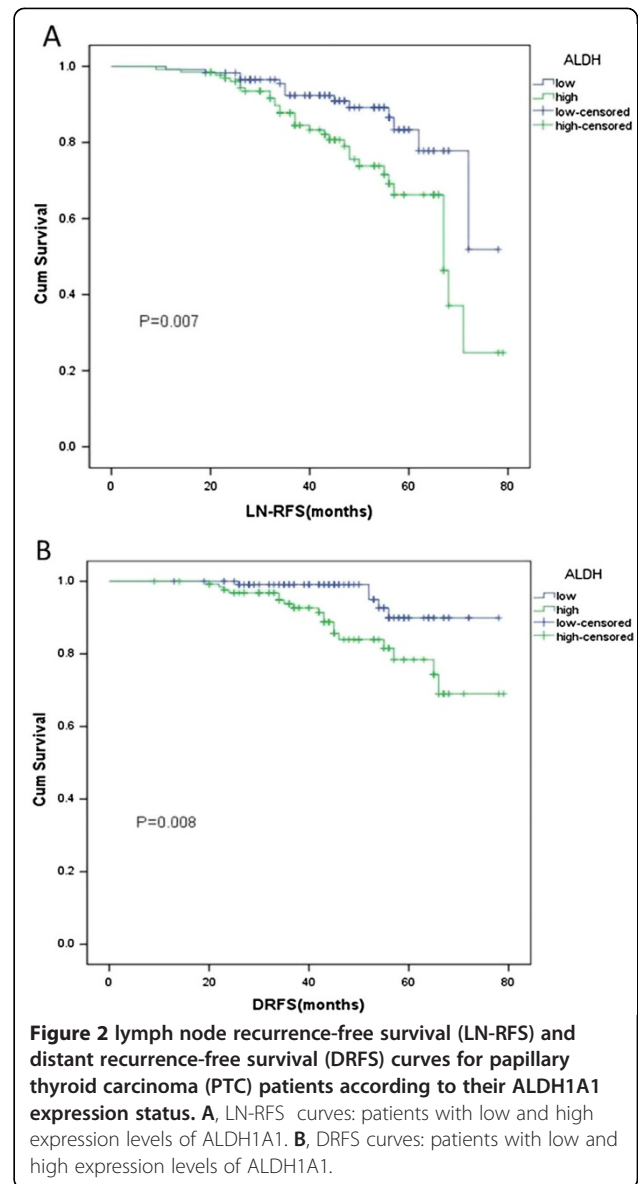 A
ALDH
low
high
low-censored
high-censored
1.0
0.8
0.6
0.4
0.2
0.0
Cum Survival
P=0.007
0 20 40 60 80
LN-RFS(months)
B
ALDH
low
high
low-censored
high-censored
1.0
0.8
0.6
0.4
0.2
0.0
Cum Survival
P=0.008
0 20 40 60 80
DRFS(months)
Figure 2 lymph node recurrence-free survival (LN-RFS) and
distant recurrence-free survival (DRFS) curves for papillary
thyroid carcinoma (PTC) patients according to their ALDH1A1
expression status. A, LN-RFS curves: patients with low and high
expression levels of ALDH1A1. B, DRFS curves: patients with low and
high expression levels of ALDH1A1.